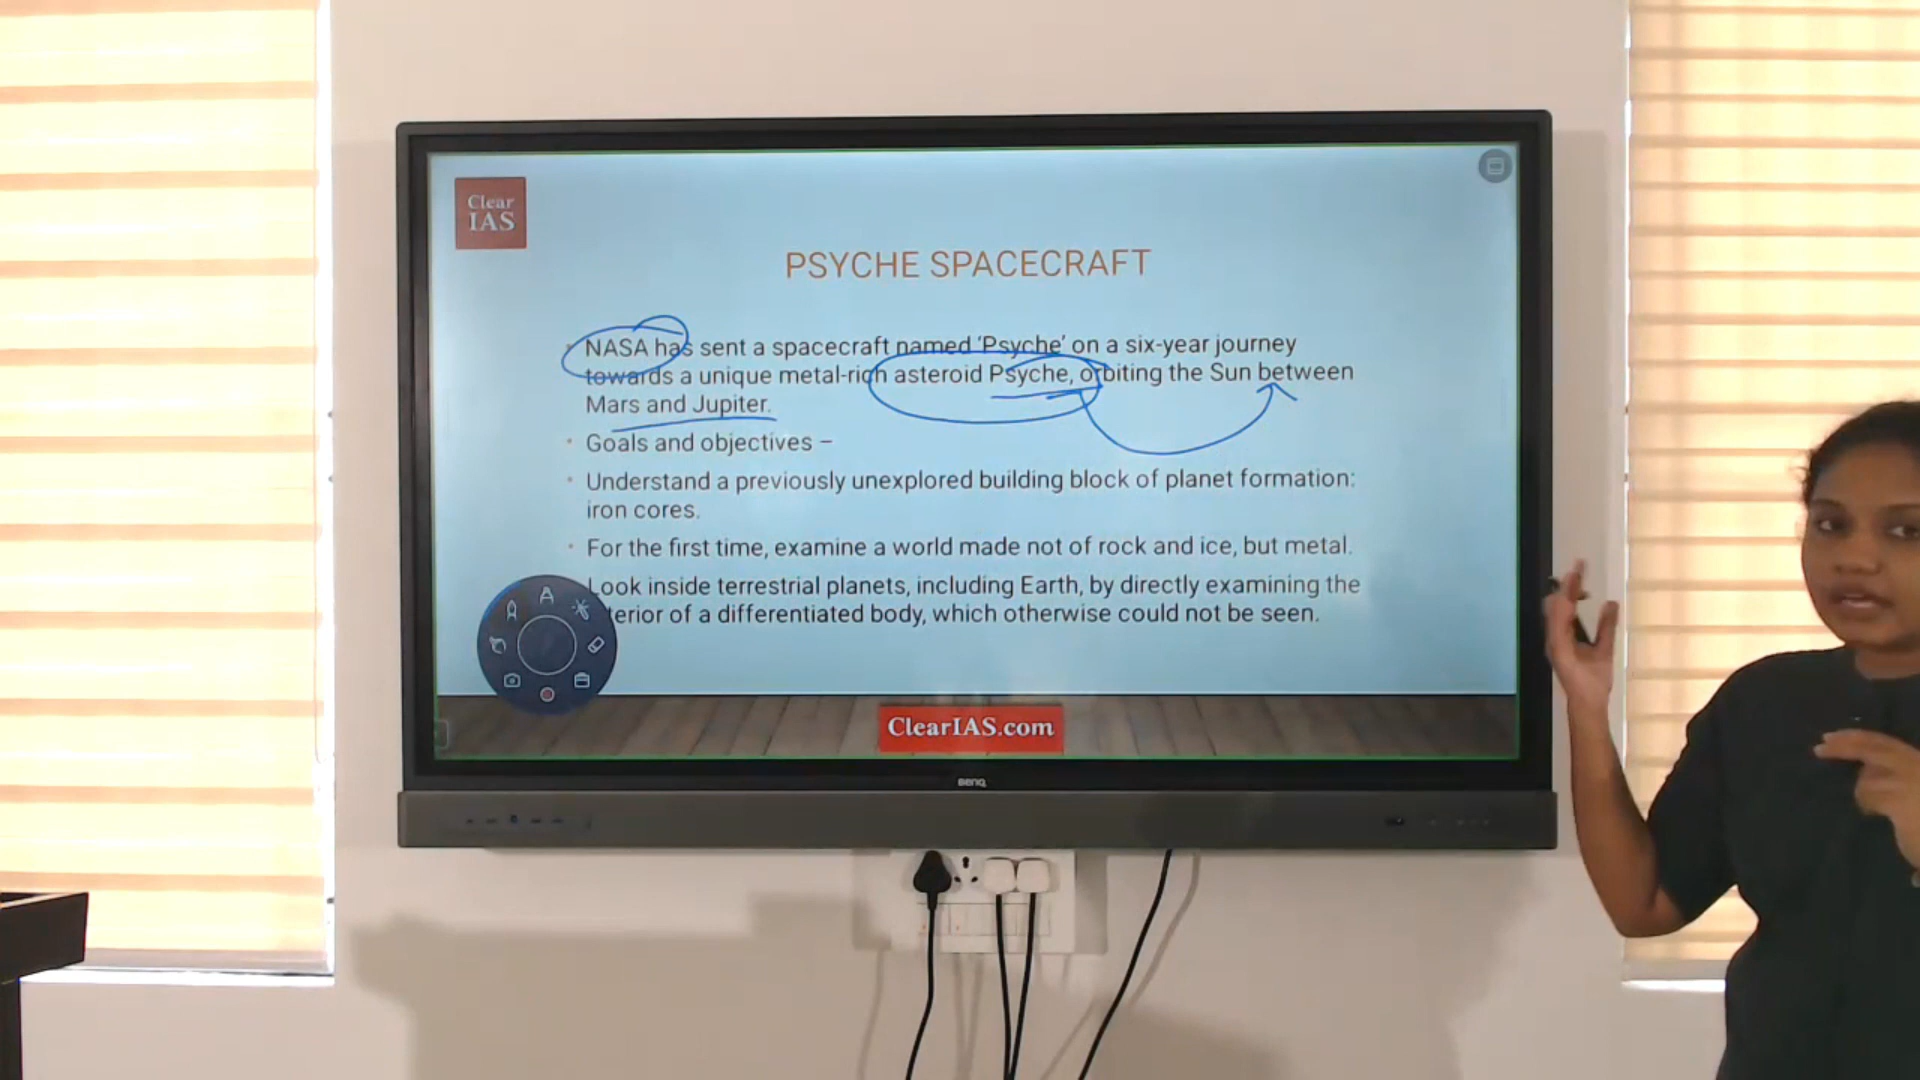 Clear
IAS
PSYCHE SPACECRAFT
NASA has sent a spacecraft named 'Psyche' on a six-year journey
towards a unique metal-rich asteroid Psyche, orbiting the Sun between
Mars and Jupiter.
Goals and objectives –
Understand a previously unexplored building block of planet formation:
iron cores.
For the first time, examine a world made not of rock and ice, but metal.
Look inside terrestrial planets, including Earth, by directly examining the
terior of a differentiated body, which otherwise could not be seen.
ClearIAS.com
BenQ